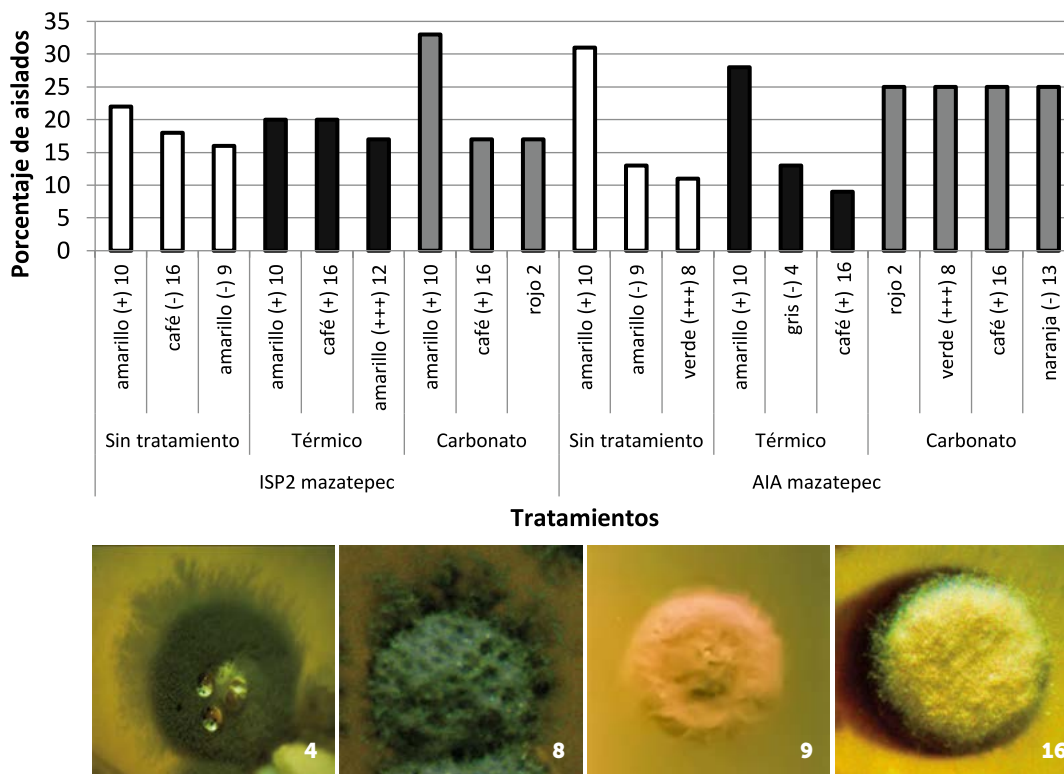 Porcentaje de aislados
35
30
25
20
15
10
5
0
amarillo (+) 10
café (-) 16
amarillo (-) 9
amarillo (+) 10
café (+) 16
amarillo (+++) 12
amarillo (+) 10
café (+) 16
rojo 2
amarillo (+) 10
amarillo (-) 9
verde (+++) 8
amarillo (+) 10
gris (-) 4
café (+) 16
rojo 2
verde (+++) 8
café (+) 16
naranja (-) 13
Sin tratamiento Térmico Carbonato Sin tratamiento Térmico Carbonato
ISP2 mazatepec AIA mazatepec
Tratamientos
4 8 9 16